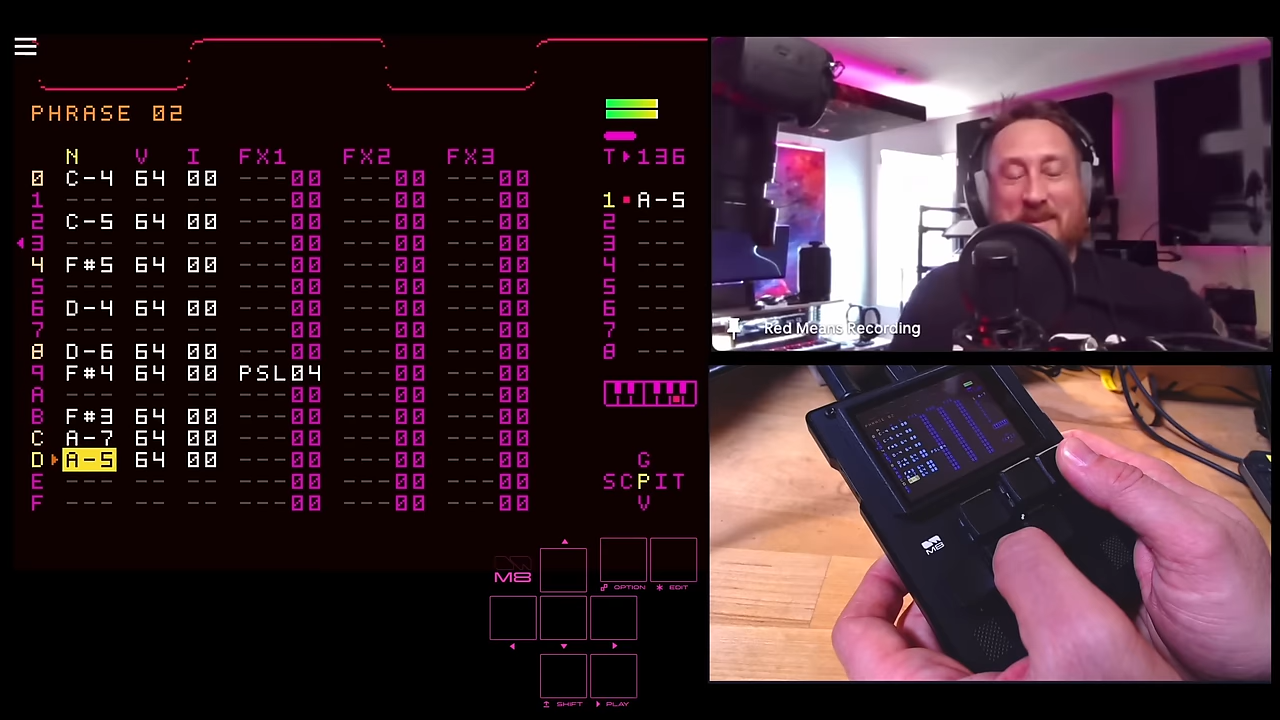 PHRASE 02
N V I FX1 FX2 FX3 T 136
0 C-4 64 00 ---00 ---00 ---00
1 --- -- -- ---00 ---00 ---00 1 A-5
2 C-5 64 00 ---00 ---00 ---00 2 ---
3 --- -- -- ---00 ---00 ---00 3 ---
4 F#5 64 00 ---00 ---00 ---00 4 ---
5 --- -- -- ---00 ---00 ---00 5 ---
6 D-4 64 00 ---00 ---00 ---00 6 ---
7 --- -- -- ---00 ---00 ---00 7 ---
8 D-6 64 00 ---00 ---00 ---00 8 ---
9 F#4 64 00 PSL04 ---00 ---00
A --- -- -- ---00 ---00 ---00
B F#3 64 00 ---00 ---00 ---00
C A-7 64 00 ---00 ---00 ---00
D A-5 64 00 ---00 ---00 ---00 G
E --- -- -- ---00 ---00 ---00 SCPIT
F --- -- -- ---00 ---00 ---00 V
M8
OPTION EDIT
SHIFT PLAY
Red Means Recording
M8